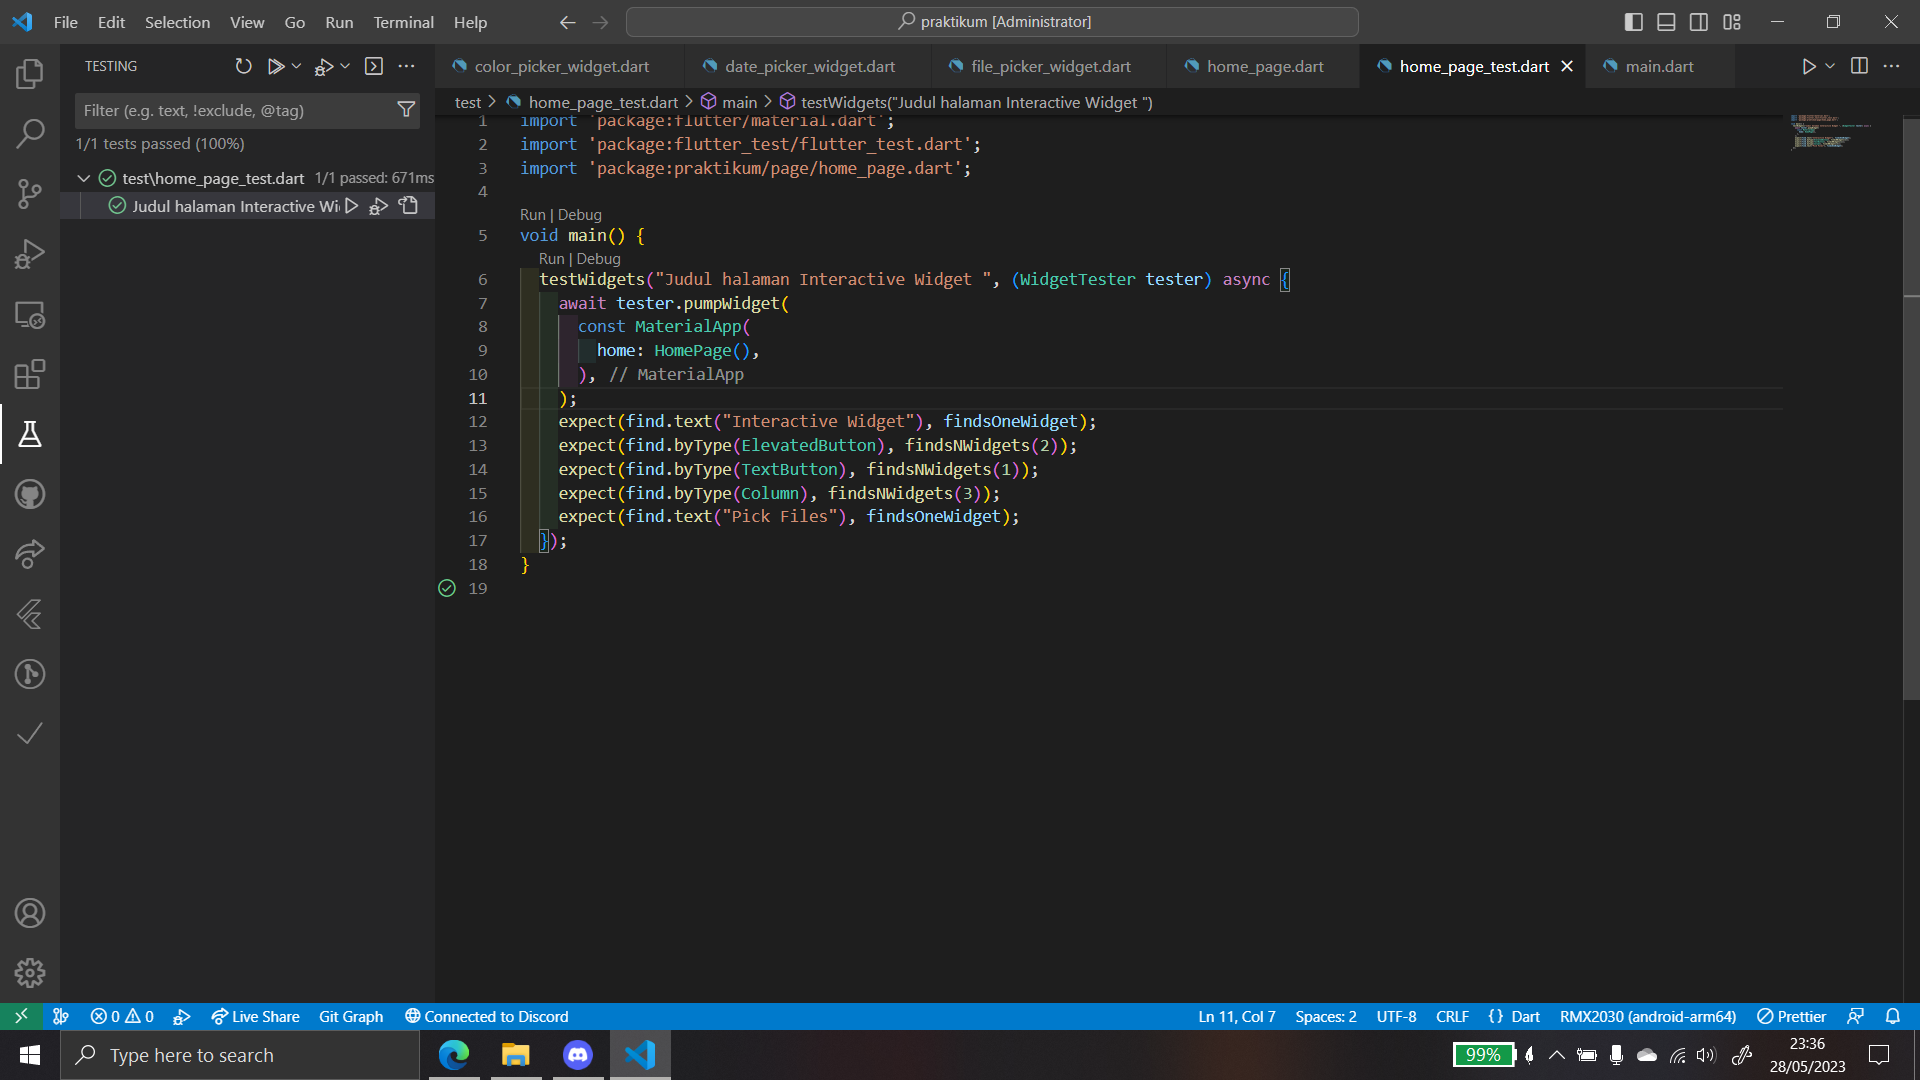 File Edit Selection View Go Run Terminal Help praktikum [Administrator]
TESTING
color_picker_widget.dart date_picker_widget.dart file_picker_widget.dart home_page.dart home_page_test.dart main.dart
Filter (e.g. text, !exclude, @tag)
test home_page_test.dart main testWidgets("Judul halaman Interactive Widget ")
1/1 tests passed (100%)
test\home_page_test.dart 1/1 passed: 671ms
Judul halaman Interactive Wi
1 import 'package:flutter/material.dart';
2 import 'package:flutter_test/flutter_test.dart';
3 import 'package:praktikum/page/home_page.dart';
4
Run | Debug
5 void main() {
Run | Debug
6 testWidgets("Judul halaman Interactive Widget ", (WidgetTester tester) async {
7 await tester.pumpWidget(
8 const MaterialApp(
9 home: HomePage(),
10 ), // MaterialApp
11 );
12 expect(find.text("Interactive Widget"), findsOneWidget);
13 expect(find.byType(ElevatedButton), findsNWidgets(2));
14 expect(find.byType(TextButton), findsNWidgets(1));
15 expect(find.byType(Column), findsNWidgets(3));
16 expect(find.text("Pick Files"), findsOneWidget);
17 });
18 }
19
0 0 Live Share Git Graph Connected to Discord Ln 11, Col 7 Spaces: 2 UTF-8 CRLF {} Dart RMX2030 (android-arm64) Prettier
Type here to search 99% 23:36
28/05/2023